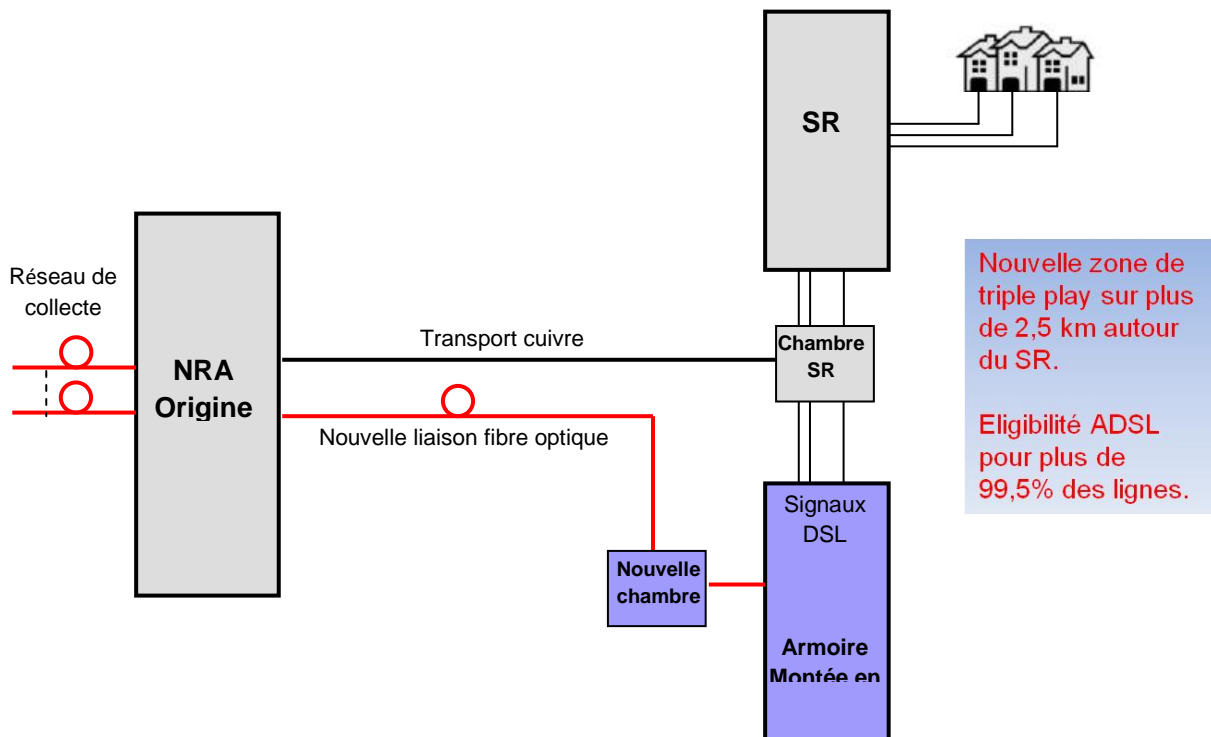 SR
Réseau de
collecte
NRA
Origine
Transport cuivre
Chambre
SR
Nouvelle liaison fibre optique
Nouvelle zone de
triple play sur plus
de 2,5 km autour
du SR.
Eligibilité ADSL
pour plus de
99,5% des lignes.
Signaux
DSL
Nouvelle
chambre
Armoire
Montée en